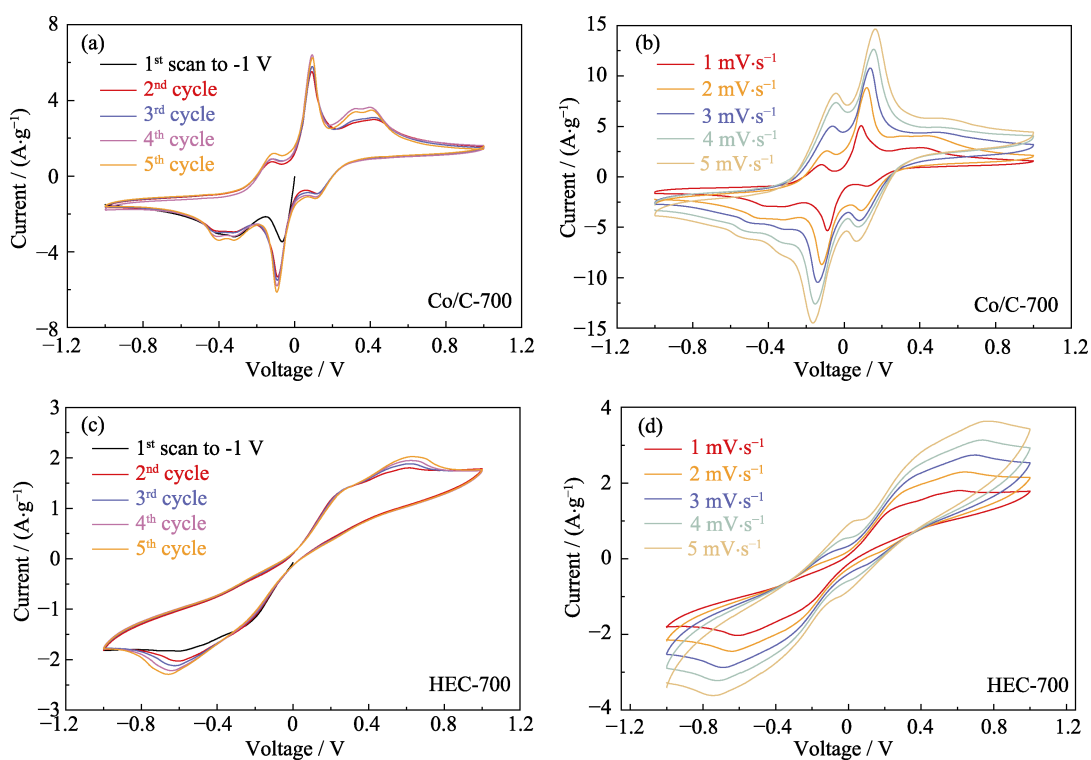 (a)
1st scan to -1 V
2nd cycle
3rd cycle
4th cycle
5th cycle
Co/C-700
8
4
0
−4
−8
−1.2
−0.8
−0.4
0
0.4
0.8
1.2
Current / (A·g⁻¹)
Voltage / V
(b)
1 mV·s⁻¹
2 mV·s⁻¹
3 mV·s⁻¹
4 mV·s⁻¹
5 mV·s⁻¹
Co/C-700
15
10
5
0
−5
−10
−15
−1.2
−0.8
−0.4
0
0.4
0.8
1.2
Current / (A·g⁻¹)
Voltage / V
(c)
1st scan to -1 V
2nd cycle
3rd cycle
4th cycle
5th cycle
HEC-700
3
2
1
0
−1
−2
−3
−1.2
−0.8
−0.4
0
0.4
0.8
1.2
Current / (A·g⁻¹)
Voltage / V
(d)
1 mV·s⁻¹
2 mV·s⁻¹
3 mV·s⁻¹
4 mV·s⁻¹
5 mV·s⁻¹
HEC-700
4
2
0
−2
−4
−1.2
−0.8
−0.4
0
0.4
0.8
1.2
Current / (A·g⁻¹)
Voltage / V